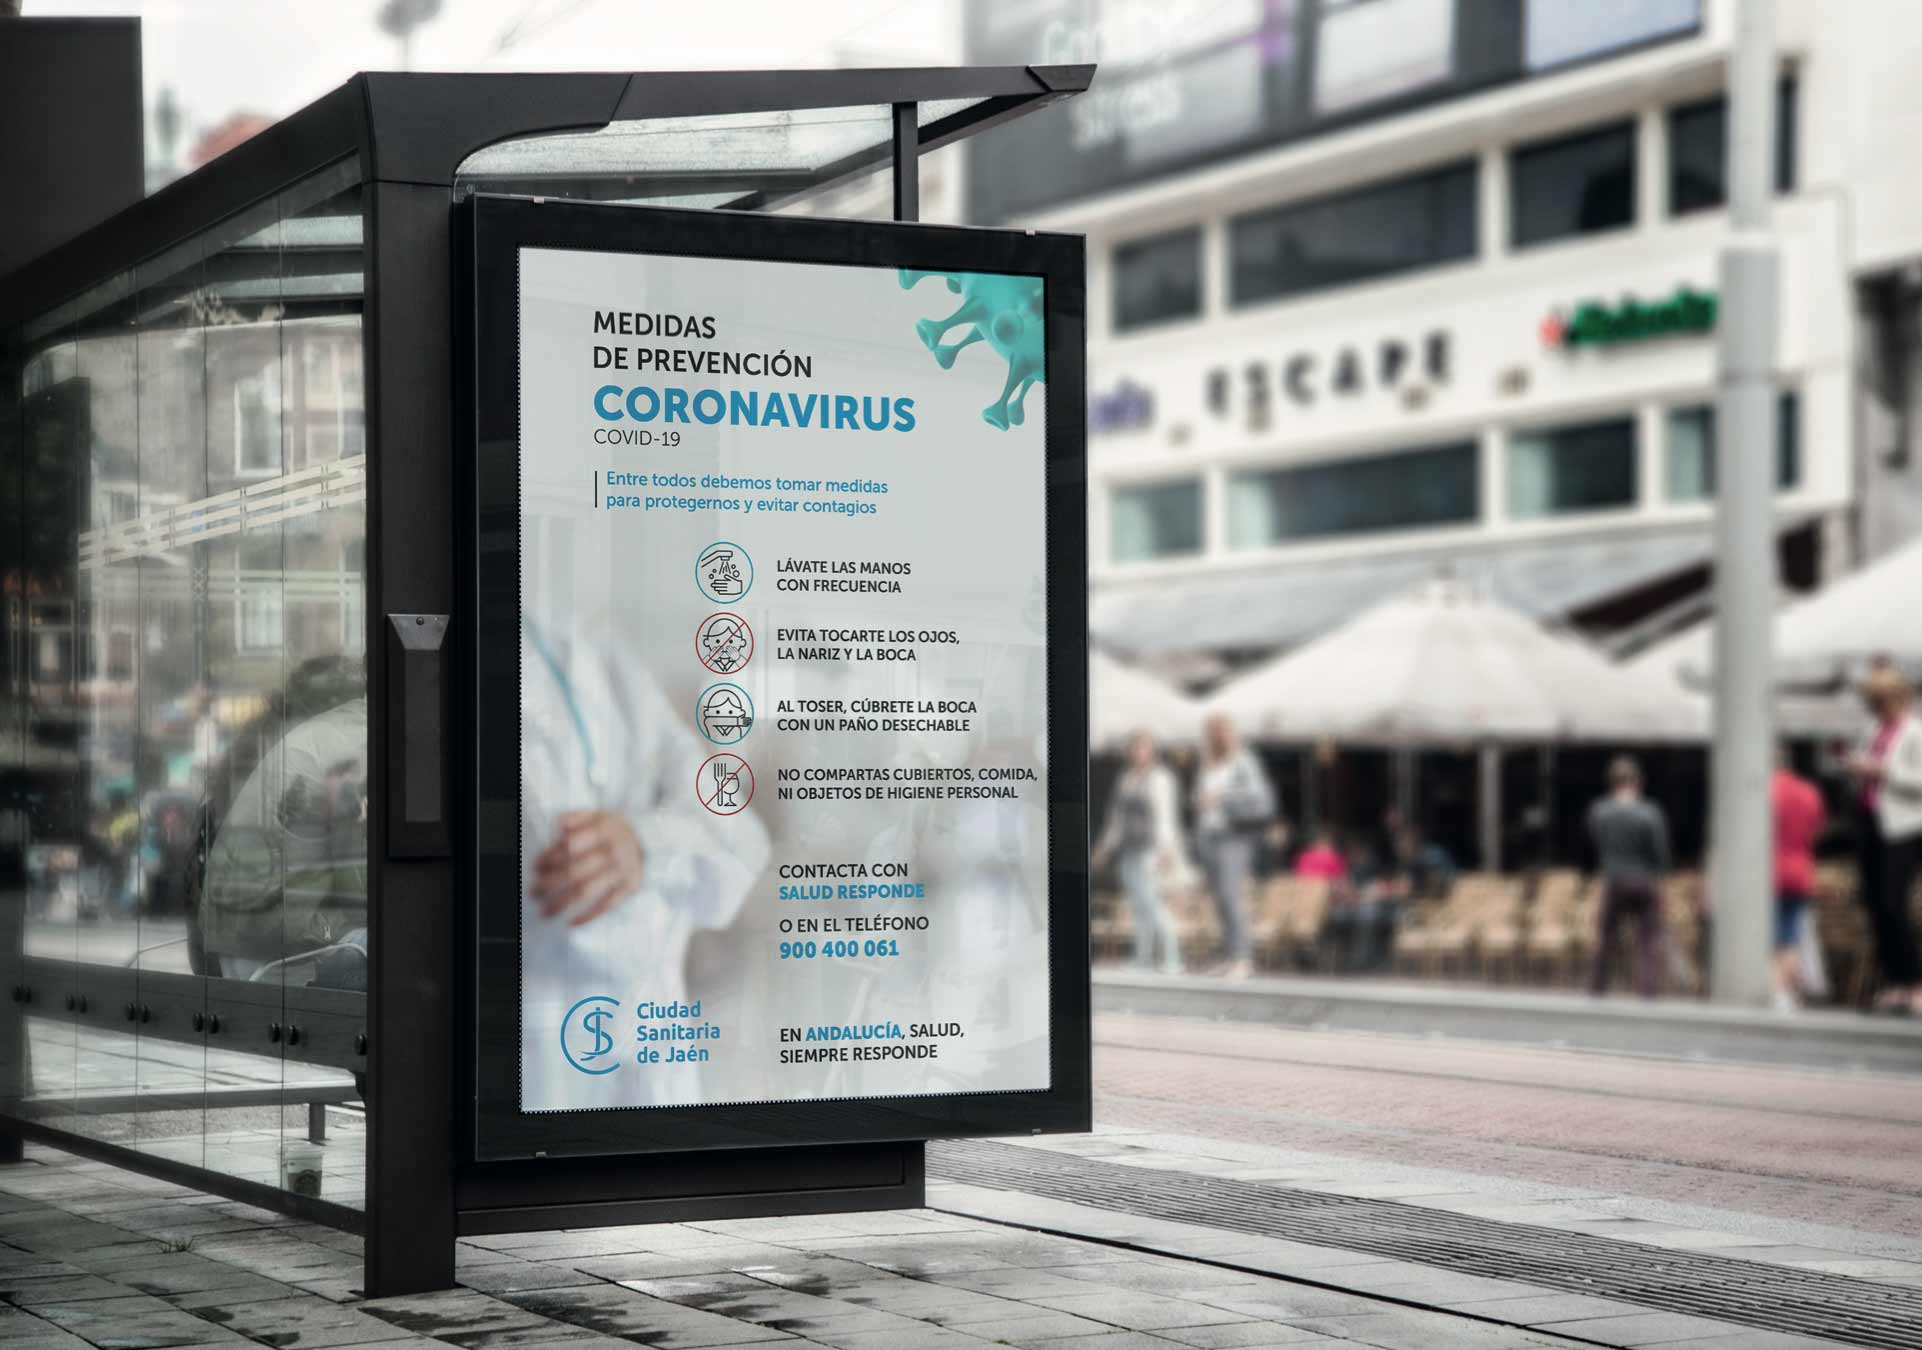 MEDIDAS
DE PREVENCIÓN
CORONAVIRUS
COVID-19
Entre todos debemos tomar medidas
para protegernos y evitar contagios
LÁVATE LAS MANOS
CON FRECUENCIA
EVITA TOCARTE LOS OJOS,
LA NARIZ Y LA BOCA
AL TOSER, CÚBRETE LA BOCA
CON UN PAÑO DESECHABLE
NO COMPARTAS CUBIERTOS, COMIDA,
NI OBJETOS DE HIGIENE PERSONAL
CONTACTA CON
SALUD RESPONDE
O EN EL TELÉFONO
900 400 061
Ciudad
Sanitaria
de Jaén
EN ANDALUCÍA, SALUD,
SIEMPRE RESPONDE
ESCAPE
Heineken